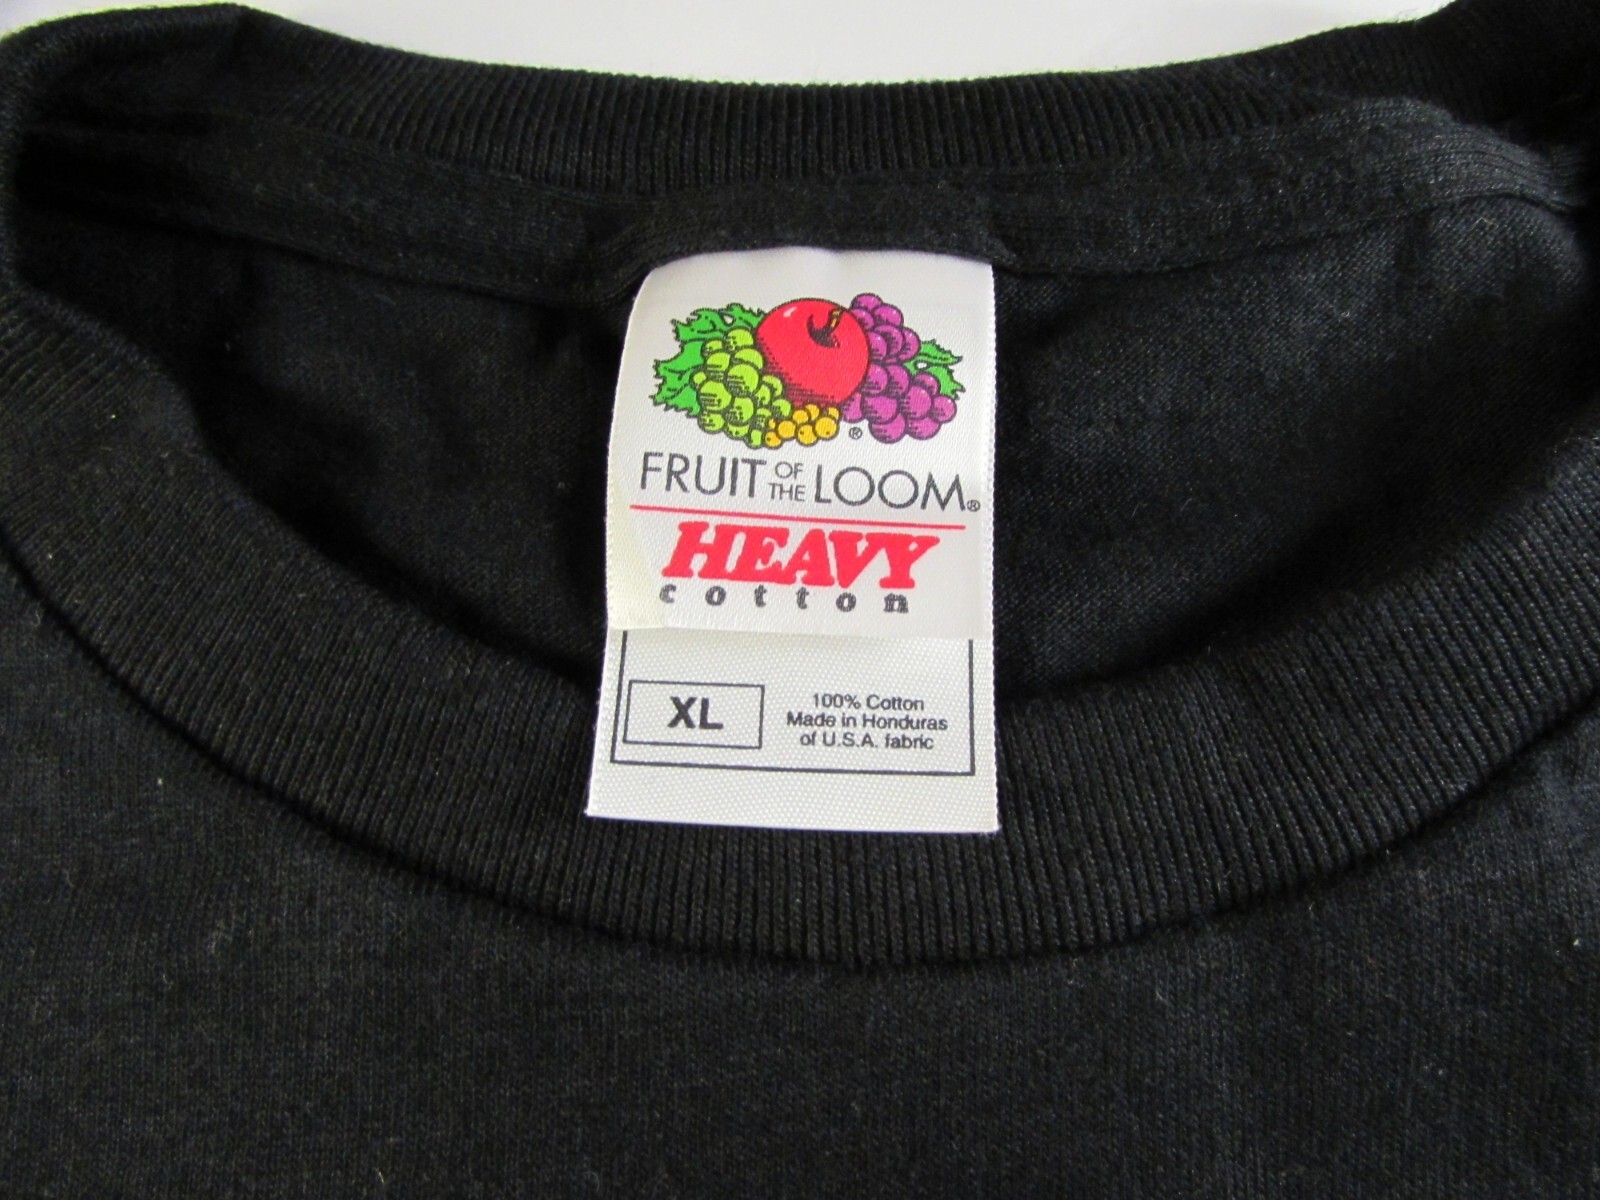 FRUIT OF THE LOOM®
HEAVY
cotton
XL
100% Cotton
Made in Honduras
of U.S.A. fabric